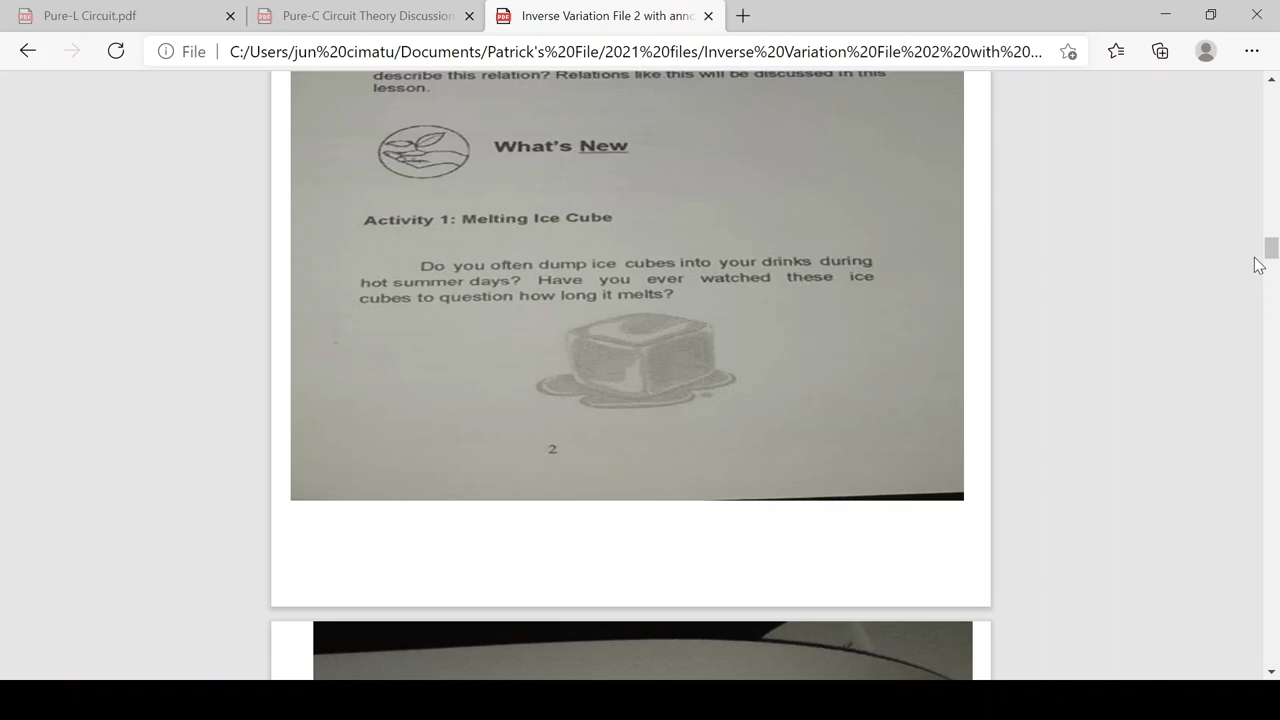 Pure-L Circuit.pdf
Pure-C Circuit Theory Discussion
Inverse Variation File 2 with anno
File
C:/Users/jun%20cimatu/Documents/Patrick's%20File/2021%20files/Inverse%20Variation%20File%202%20with%20...
describe this relation? Relations like this will be discussed in this
lesson.
What's New
Activity 1: Melting Ice Cube
Do you often dump ice cubes into your drinks during
hot summer days? Have you ever watched these ice
cubes to question how long it melts?
2